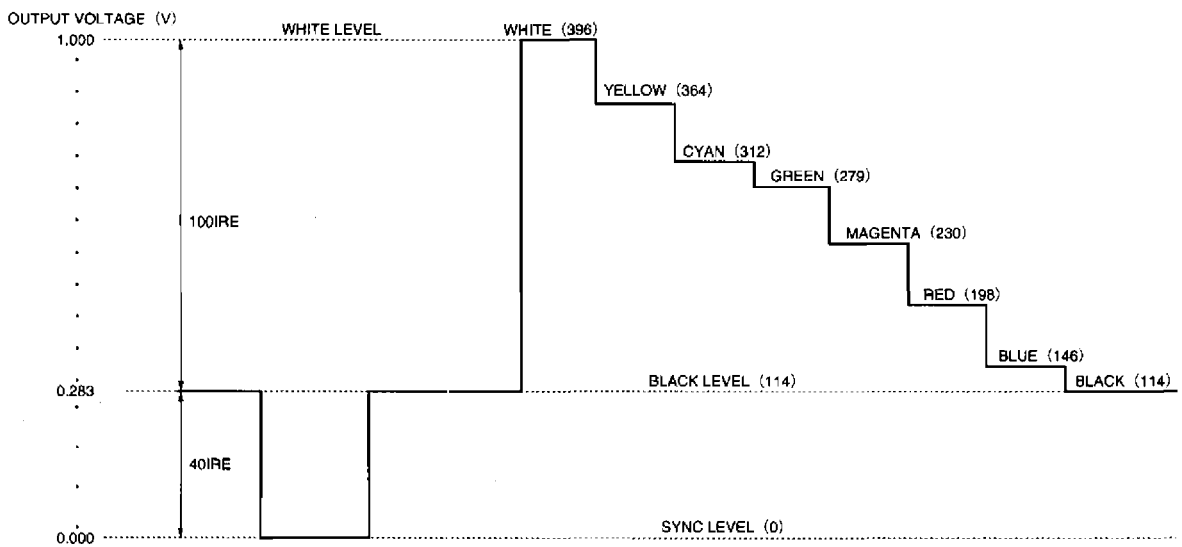 OUTPUT VOLTAGE (V)
1.000
WHITE LEVEL
WHITE (396)
YELLOW (364)
CYAN (312)
GREEN (279)
100IRE
MAGENTA (230)
RED (198)
BLUE (146)
0.283
BLACK LEVEL (114)
BLACK (114)
40IRE
SYNC LEVEL (0)
0.000